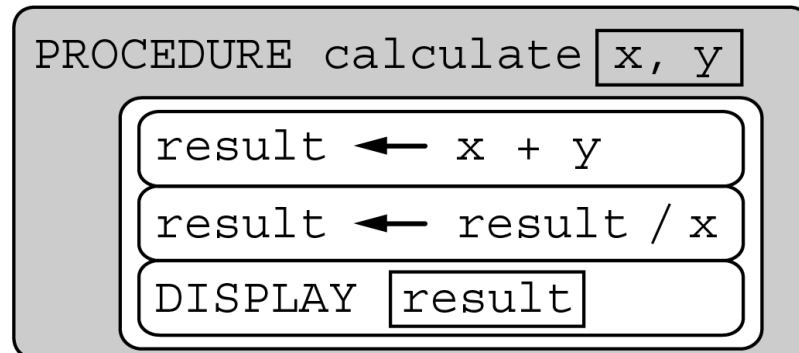 PROCEDURE calculate x, y
result ← x + y
result ← result / x
DISPLAY result